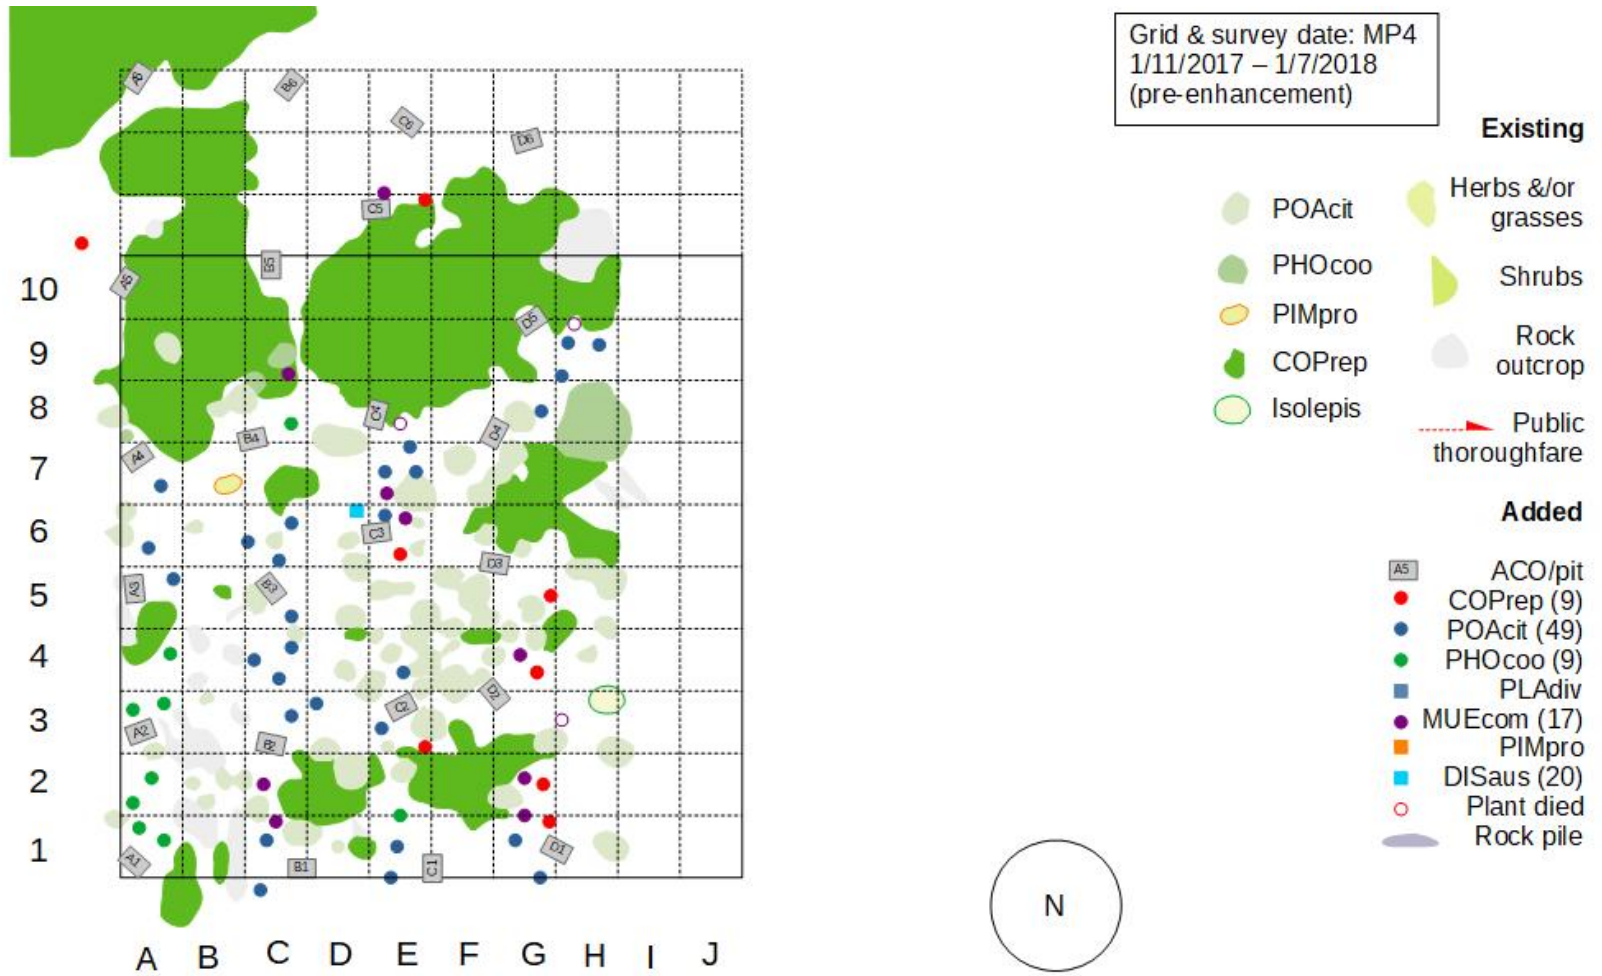 Grid & survey date: MP4
1/11/2017 – 1/7/2018
(pre-enhancement)
Existing
POAcit
PHOcoo
PIMpro
COPrep
Isolepis
Herbs &/or
grasses
Shrubs
Rock
outcrop
Public
thoroughfare
Added
A5 ACO/pit
COPrep (9)
POAcit (49)
PHOcoo (9)
PLAdiv
MUEcom (17)
PIMpro
DISaus (20)
Plant died
Rock pile
A6 B6 C6 D6
C5
A5 B5
10
D5
9
8 C4
A4 B4 D4
7
6 C3
D3
5 A3 B3
4
C2 D2
3 A2 B2
2
1 A1 B1 C1 D1
A B C D E F G H I J
N